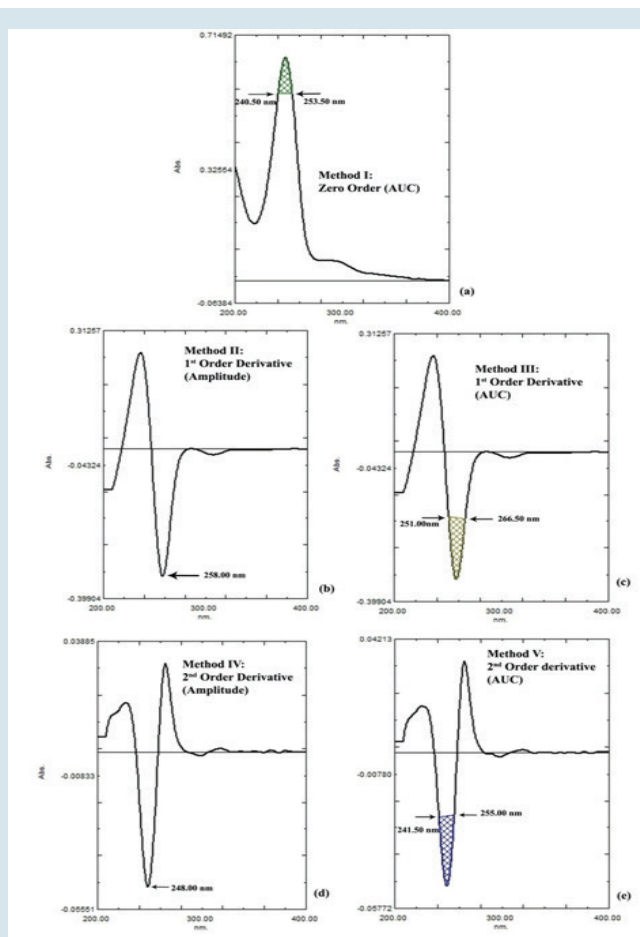 0.71492
240.50 nm
253.50 nm
Abs.
0.32554
Method I:
Zero Order (AUC)
-0.06384
200.00
300.00
400.00
nm.
(a)
0.31257
Method II:
1st Order Derivative
(Amplitude)
Abs.
-0.04324
258.00 nm
-0.39904
200.00
300.00
400.00
nm.
(b)
0.31257
Method III:
1st Order Derivative
(AUC)
Abs.
-0.04324
251.00nm
266.50 nm
-0.39904
200.00
300.00
400.00
nm.
(c)
0.03885
Method IV:
2nd Order Derivative
(Amplitude)
Abs.
-0.00833
248.00 nm
-0.05551
200.00
300.00
400.00
nm.
(d)
0.04213
Method V:
2nd Order derivative
(AUC)
Abs.
-0.00780
255.00 nm
241.50 nm
-0.05772
200.00
300.00
400.00
nm.
(e)